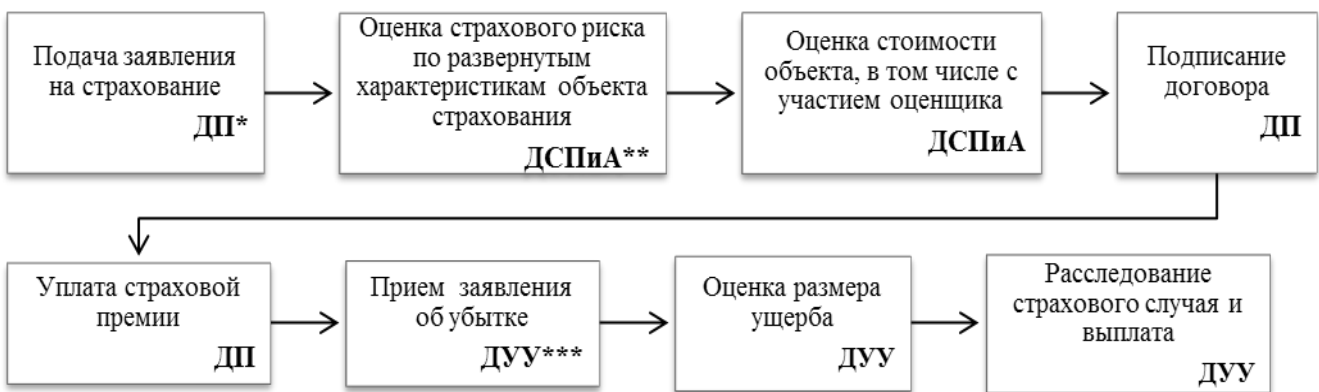 Подача заявления
на страхование
ДП*
Оценка страхового риска
по развернутым
характеристикам объекта
страхования
ДСПиА**
Оценка стоимости
объекта, в том числе с
участием оценщика
ДСПиА
Подписание
договора
ДП
Уплата страховой
премии
ДП
Прием заявления
об убытке
ДУУ***
Оценка размера
ущерба
ДУУ
Расследование
страхового случая и
выплата
ДУУ